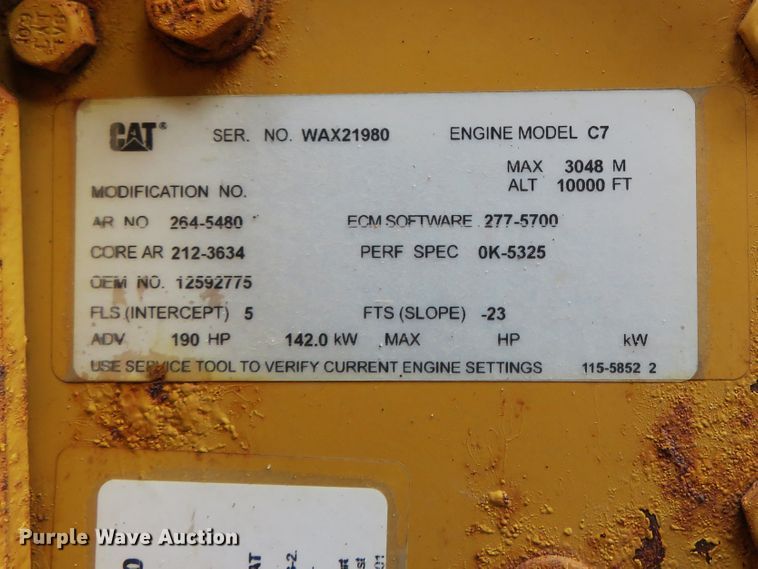 CAT® SER. NO. WAX21980 ENGINE MODEL C7
MAX 3048 M
ALT 10000 FT
MODIFICATION NO.
AR NO 264-5480 ECM SOFTWARE 277-5700
CORE AR 212-3634 PERF SPEC 0K-5325
OEM NO. 12592775
FLS (INTERCEPT) 5 FTS (SLOPE) -23
ADV 190 HP 142.0 kW MAX HP kW
USE SERVICE TOOL TO VERIFY CURRENT ENGINE SETTINGS 115-5852 2
Purple Wave Auction